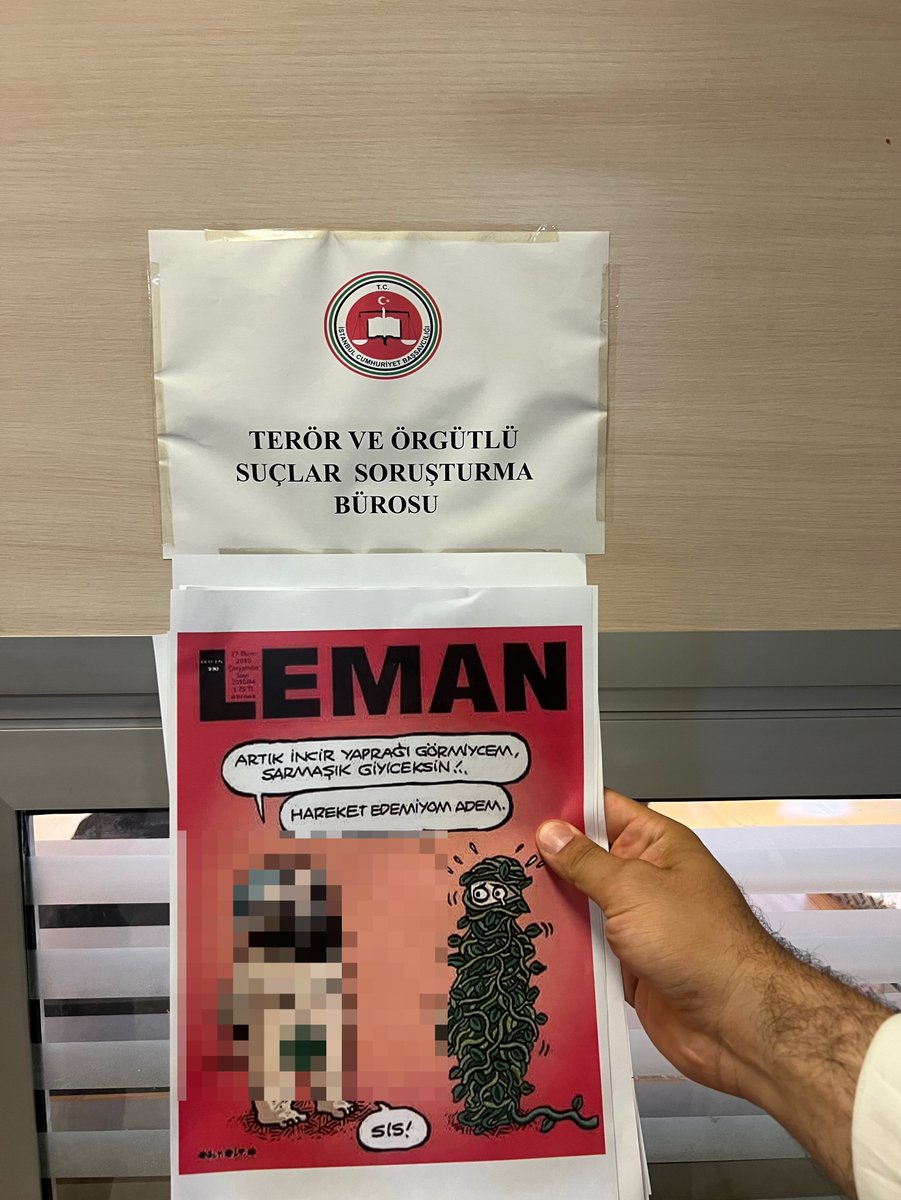 T.C.
İSTANBUL CUMHURİYET BAŞSAVCILIĞI
TERÖR VE ÖRGÜTLÜ
SUÇLAR SORUŞTURMA
BÜROSU
LEMAN
ARTIK İNCİR YAPRAĞI GÖRMİYCEM,
SARMAŞIK GİYİCEKSİN!..
HAREKET EDEMİYOM ADEM.
SIS!